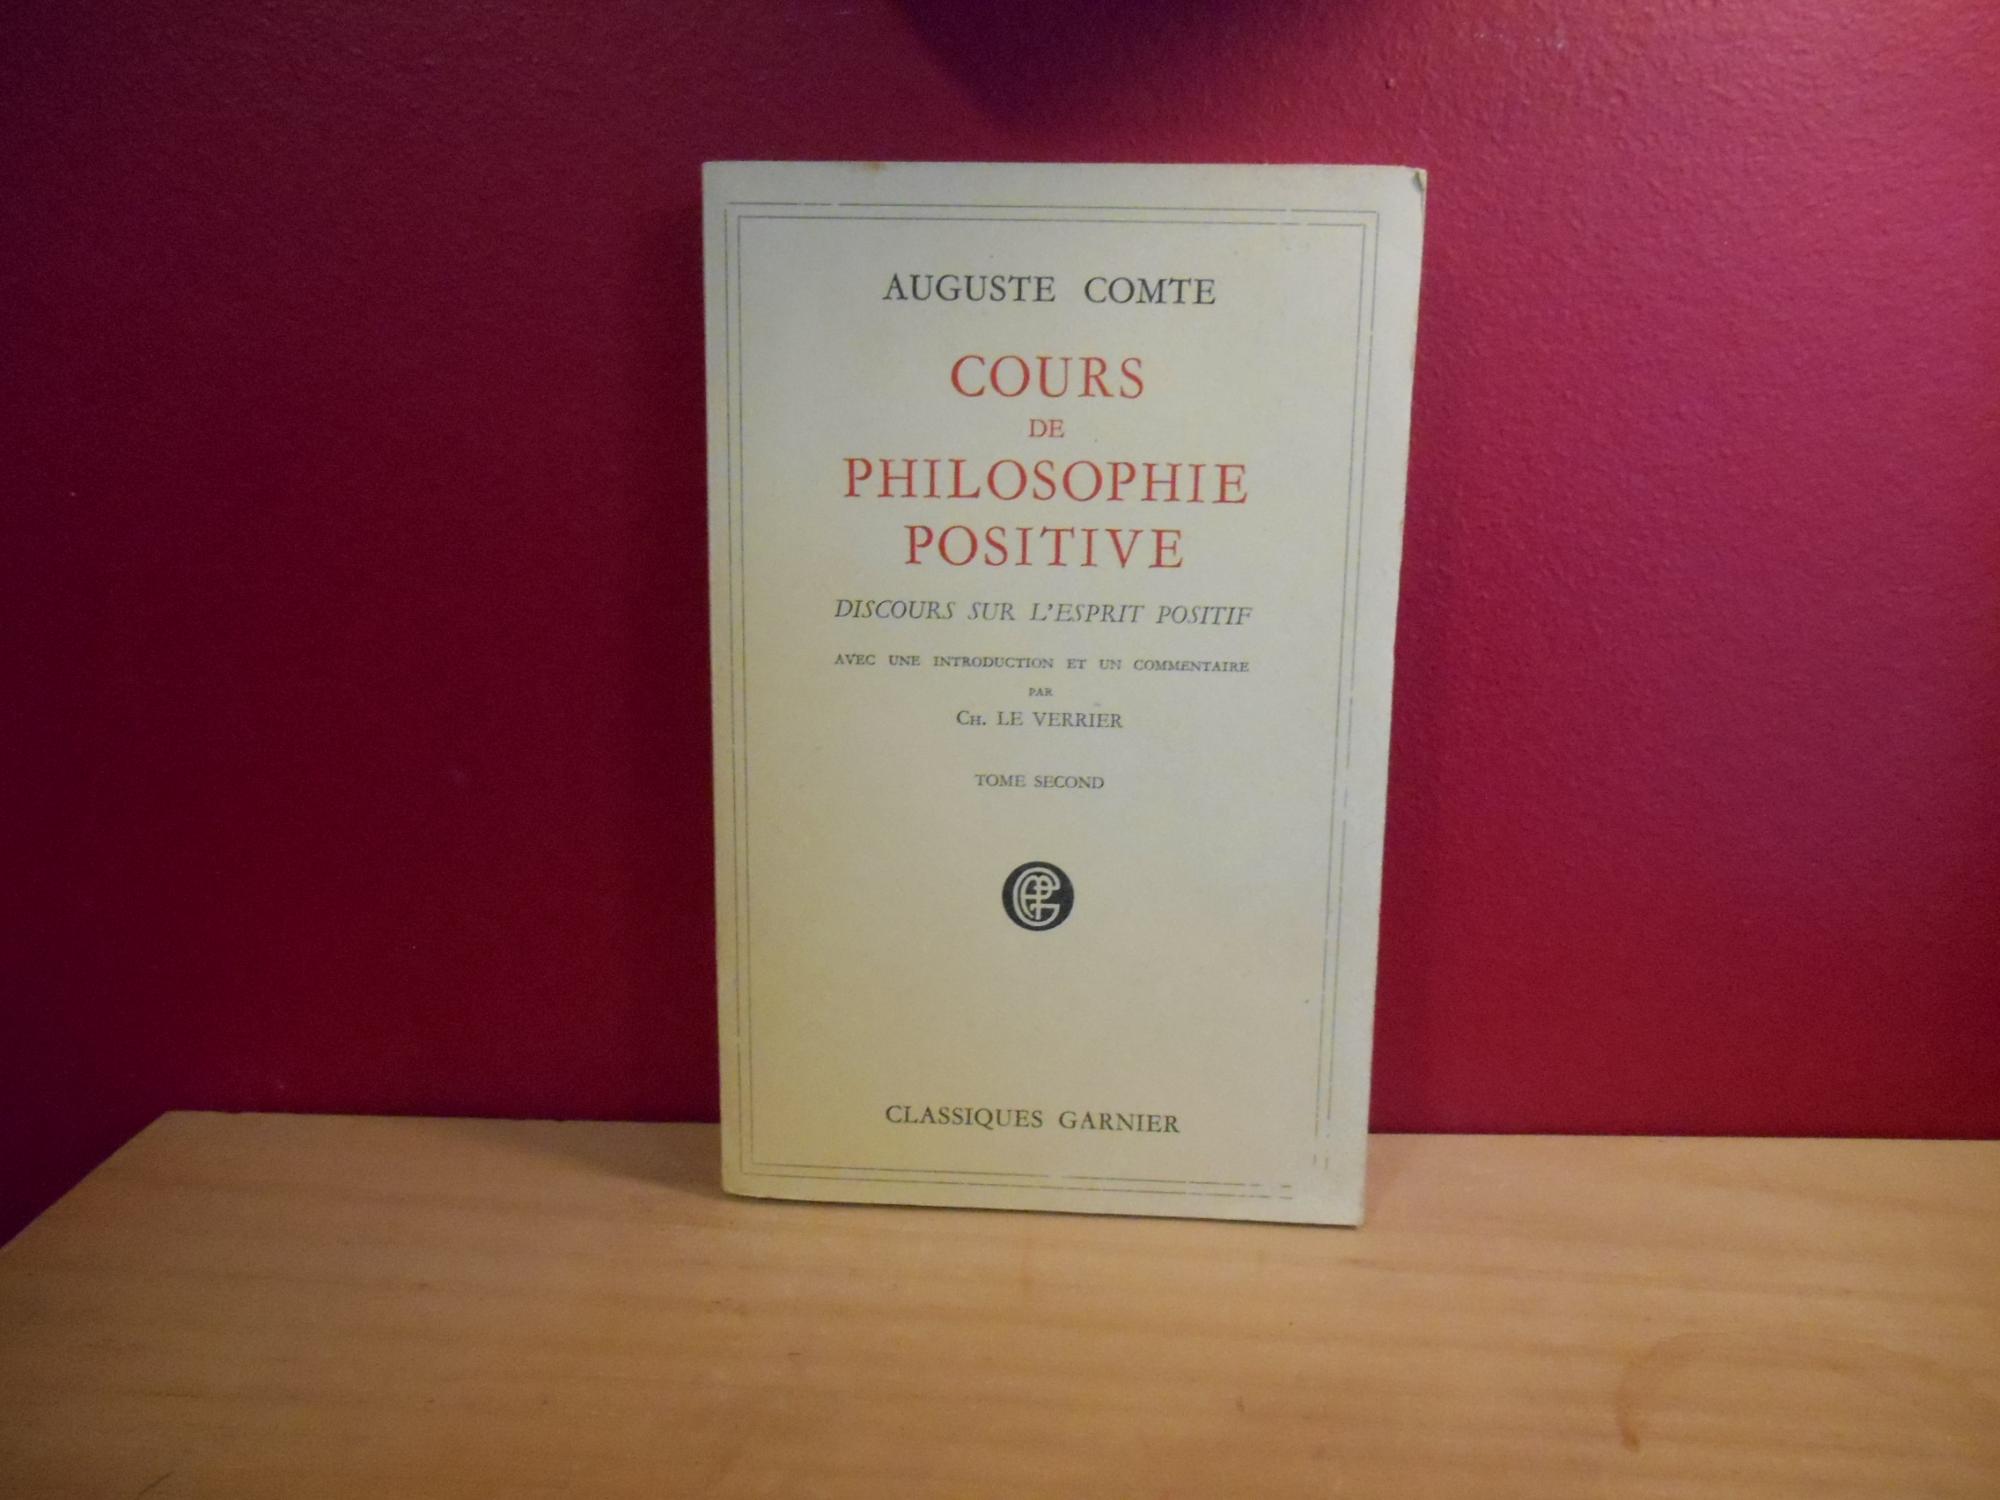 AUGUSTE COMTE
COURS
DE
PHILOSOPHIE
POSITIVE
DISCOURS SUR L'ESPRIT POSITIF
AVEC UNE INTRODUCTION ET UN COMMENTAIRE
PAR
CH. LE VERRIER
TOME SECOND
CLASSIQUES GARNIER